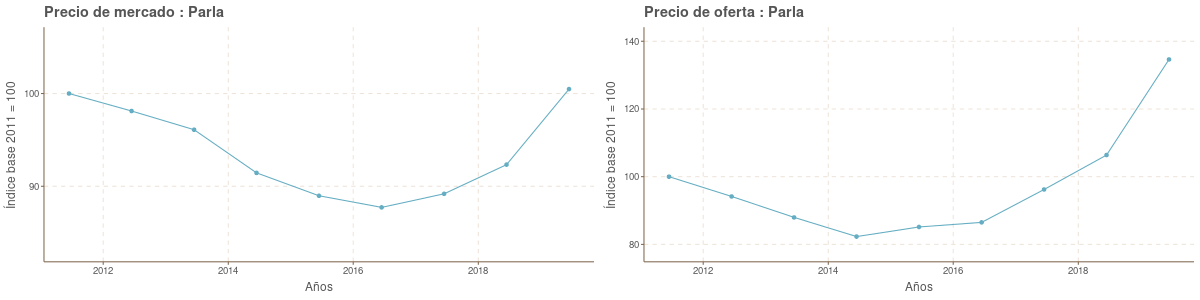 Precio de mercado : Parla
Índice base 2011 = 100
100
90
2012
2014
2016
2018
Años
Precio de oferta : Parla
Índice base 2011 = 100
140
120
100
80
2012
2014
2016
2018
Años